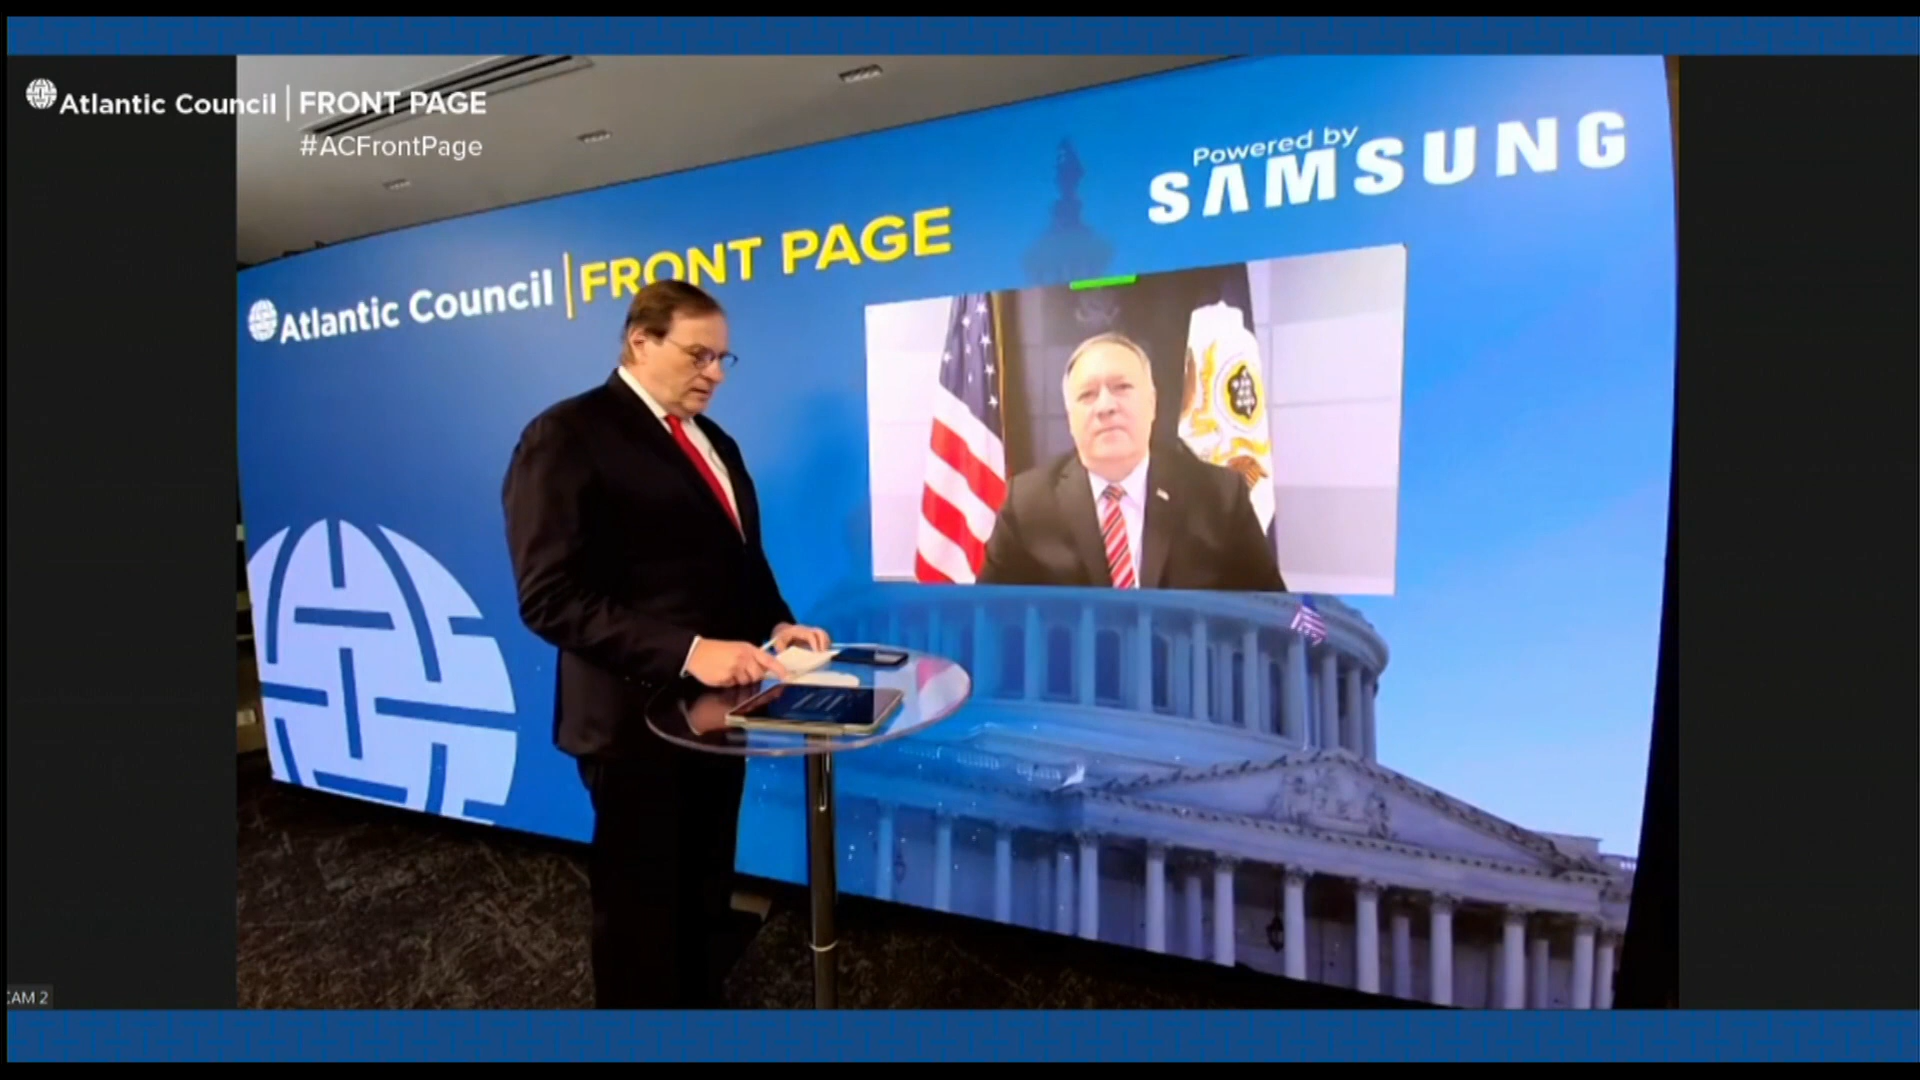 Atlantic Council | FRONT PAGE
#ACFrontPage
Powered by
SAMSUNG
Atlantic Council | FRONT PAGE
CAM 2